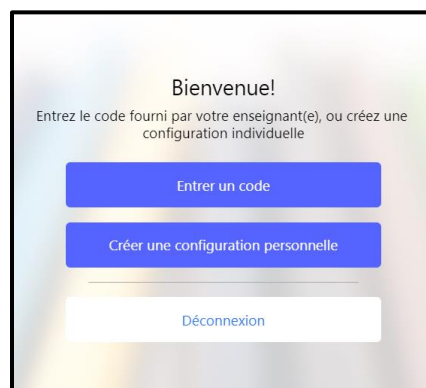 Bienvenue!
Entrez le code fourni par votre enseignant(e), ou créez une
configuration individuelle
Entrer un code
Créer une configuration personnelle
Déconnexion